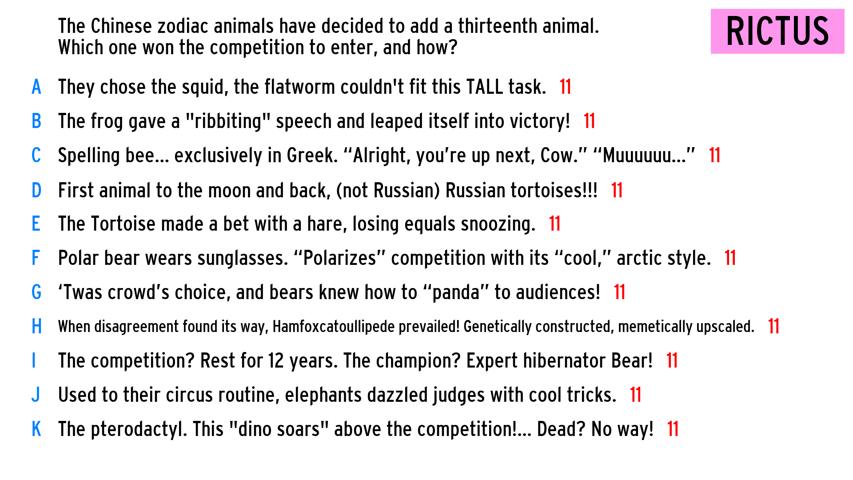 The Chinese zodiac animals have decided to add a thirteenth animal.
Which one won the competition to enter, and how?
RICTUS
A They chose the squid, the flatworm couldn't fit this TALL task. 11
B The frog gave a "ribbiting" speech and leaped itself into victory! 11
C Spelling bee... exclusively in Greek. “Alright, you’re up next, Cow.” “Muuuuuu...” 11
D First animal to the moon and back, (not Russian) Russian tortoises!!! 11
E The Tortoise made a bet with a hare, losing equals snoozing. 11
F Polar bear wears sunglasses. “Polarizes” competition with its “cool,” arctic style. 11
G ‘Twas crowd’s choice, and bears knew how to “panda” to audiences! 11
H When disagreement found its way, Hamfoxcatoullipede prevailed! Genetically constructed, memetically upscaled. 11
I The competition? Rest for 12 years. The champion? Expert hibernator Bear! 11
J Used to their circus routine, elephants dazzled judges with cool tricks. 11
K The pterodactyl. This "dino soars" above the competition!... Dead? No way! 11